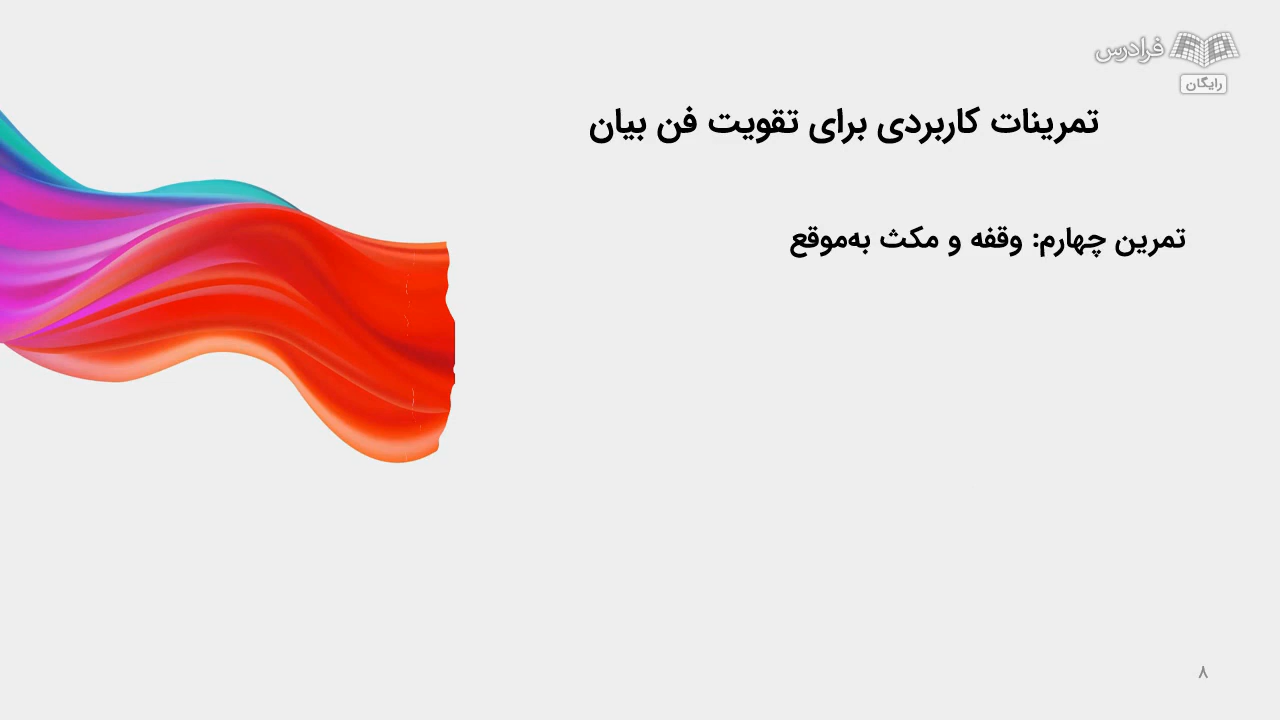 فرادرس
رایگان
تمرینات کاربردی برای تقویت فن بیان
تمرین چهارم: وقفه و مکث به‌موقع
۸